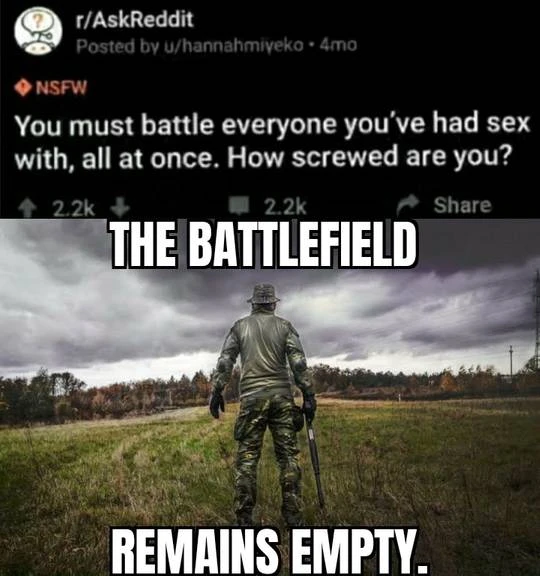 r/AskReddit
Posted by u/hannahmiyeko • 4mo
NSFW
You must battle everyone you've had sex
with, all at once. How screwed are you?
2.2k 2.2k Share
THE BATTLEFIELD
REMAINS EMPTY.